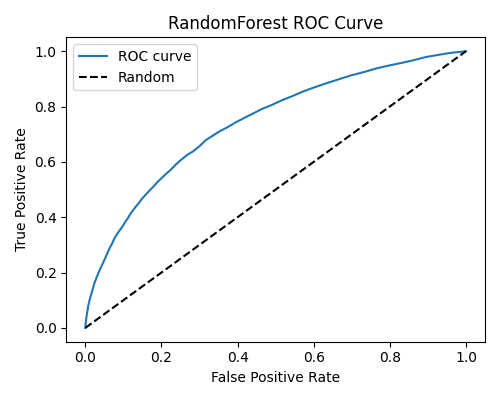 RandomForest ROC Curve
ROC curve
Random
True Positive Rate
1.0
0.8
0.6
0.4
0.2
0.0
0.0 0.2 0.4 0.6 0.8 1.0
False Positive Rate